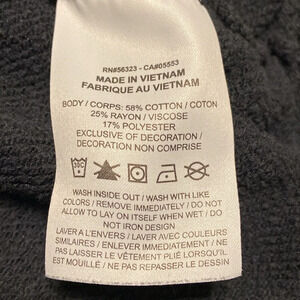 RN#56323 - CA#05553
MADE IN VIETNAM
FABRIQUE AU VIETNAM
BODY / CORPS: 58% COTTON / COTON
25% RAYON / VISCOSE
17% POLYESTER
EXCLUSIVE OF DECORATION /
DECORATION NON COMPRISE
WASH INSIDE OUT / WASH WITH LIKE
COLORS / REMOVE IMMEDIATELY / DO NOT
ALLOW TO LAY ON ITSELF WHEN WET / DO
NOT IRON DESIGN
LAVER A L'ENVERS / LAVER AVEC COULEURS
SIMILAIRES / ENLEVER IMMEDIATEMENT / NE
PAS LAISSER LE VÊTEMENT PLIÉ LORSQU'IL
EST MOUILLÉ / NE PAS REPASSER LE DESSIN